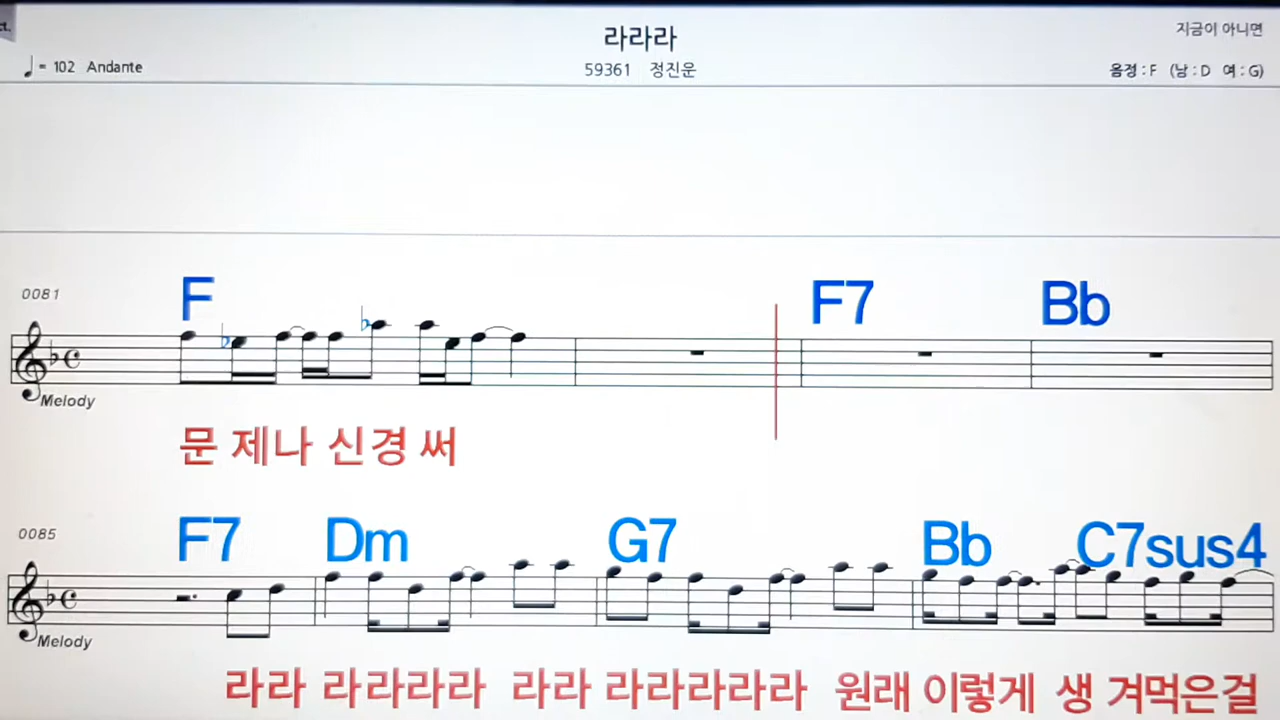 ct.
라라라
지금이 아니면
♩= 102 Andante
59361 정진운
음정 : F (남 : D 여 : G)
0081
F F7 Bb
Melody
문 제나 신경 써
0085
F7 Dm G7 Bb C7sus4
Melody
라라 라라라라 라라 라라라라라 원래 이렇게 생 겨먹은걸